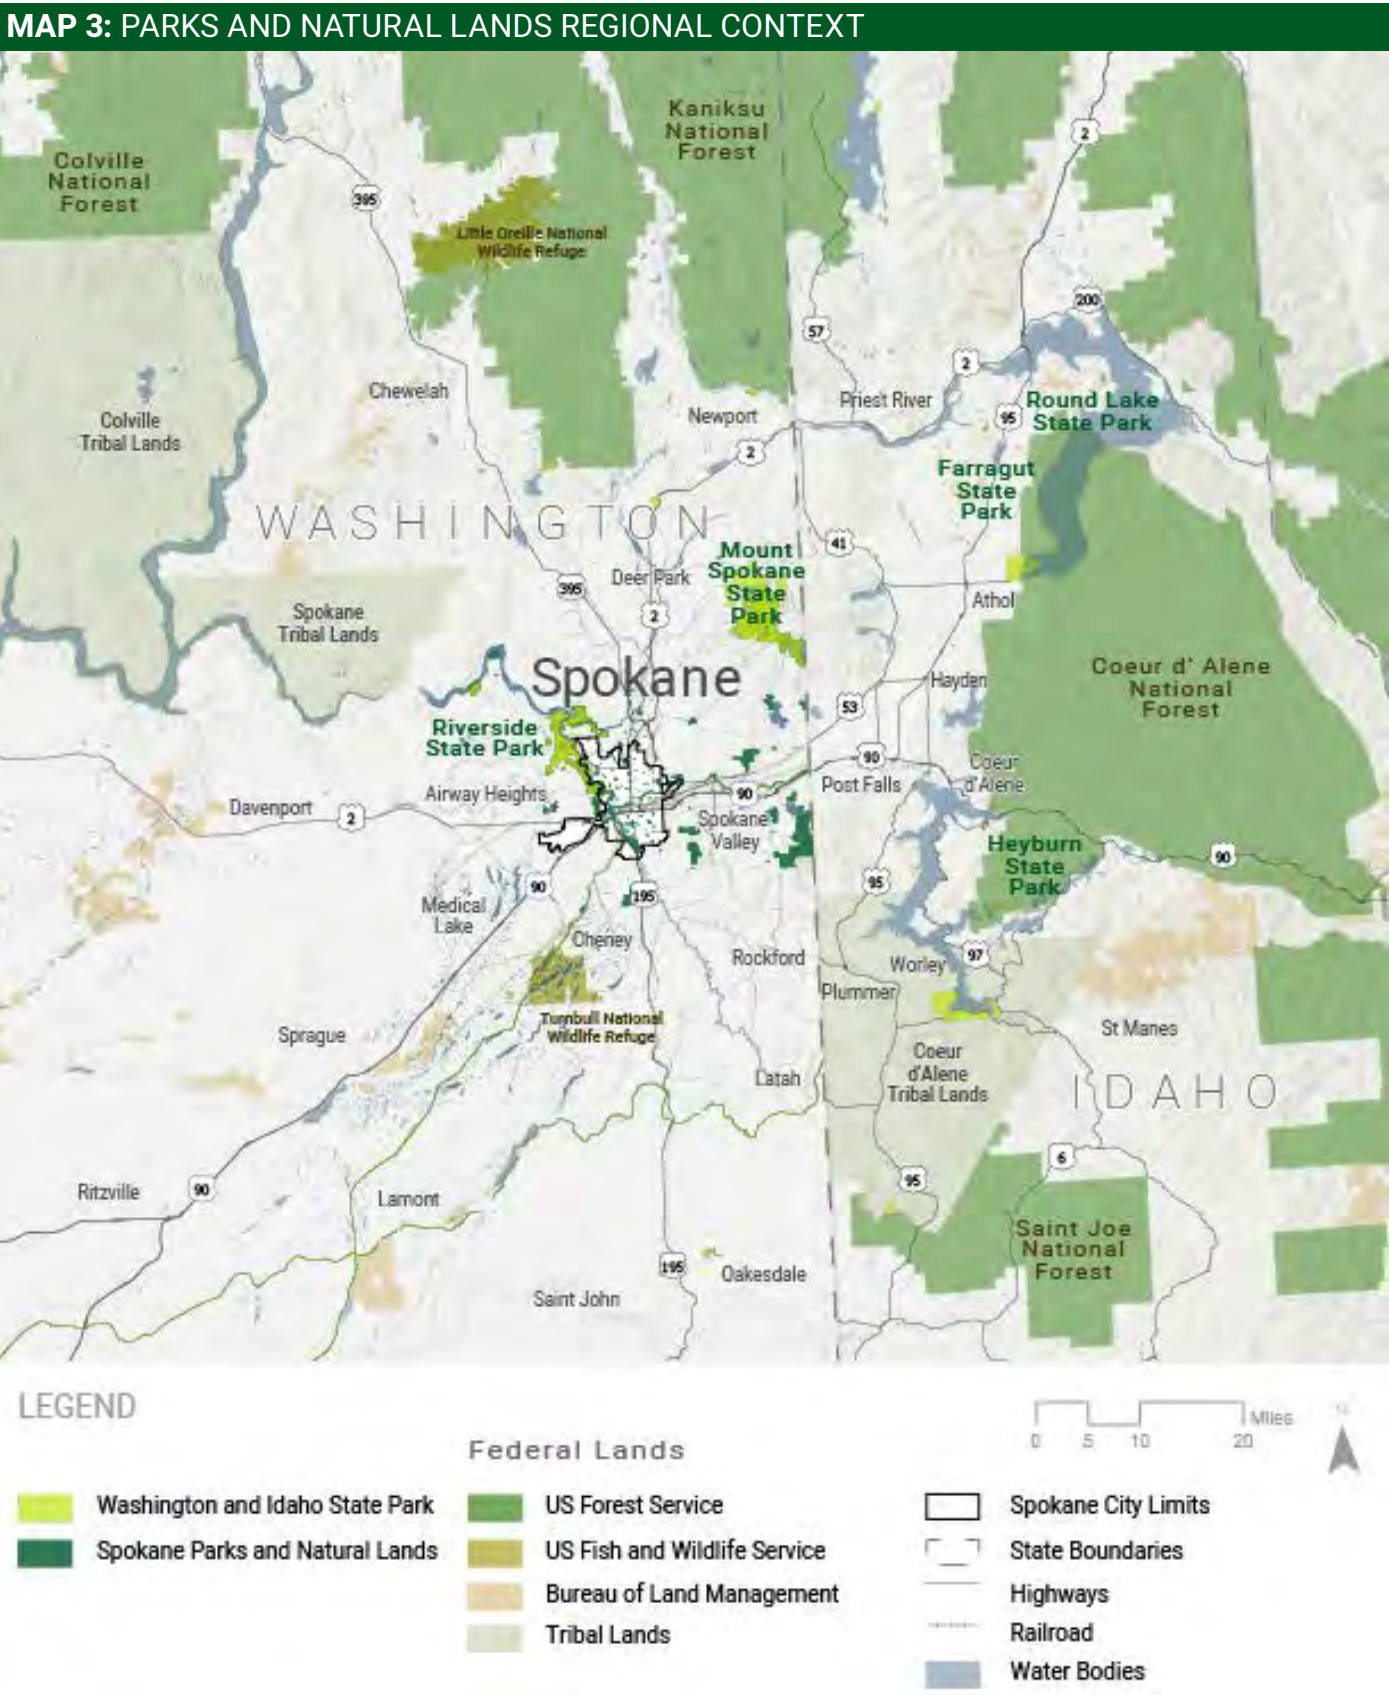 MAP 3: PARKS AND NATURAL LANDS REGIONAL CONTEXT
Kaniksu
National
Forest
2
Colville
National
Forest
395
Little Oreille National
Wildlife Refuge
200
57
2
Chewelah
Priest River
Round Lake
State Park
95
Newport
Colville
Tribal Lands
2
Farragut
State
Park
WASHINGTON
41
Mount
Spokane
State
Park
Deer Park
395
2
Athol
Spokane
Tribal Lands
Spokane
Coeur d' Alene
National
Forest
Hayden
53
Riverside
State Park
90
Coeur
d'Alene
Post Falls
Airway Heights
90
Davenport
2
Spokane
Valley
Heyburn
State
Park
90
95
90
195
Medical
Lake
Cheney
Rockford
97
Worley
Plummer
Turnbull National
Wildlife Refuge
Sprague
St Manes
Coeur
d'Alene
Tribal Lands
Latah
IDAHO
6
95
Ritzville
90
Lamont
Saint Joe
National
Forest
195
Oakesdale
Saint John
LEGEND
Miles
0 5 10 20
Federal Lands
Washington and Idaho State Park
Spokane Parks and Natural Lands
US Forest Service
US Fish and Wildlife Service
Bureau of Land Management
Tribal Lands
Spokane City Limits
State Boundaries
Highways
Railroad
Water Bodies